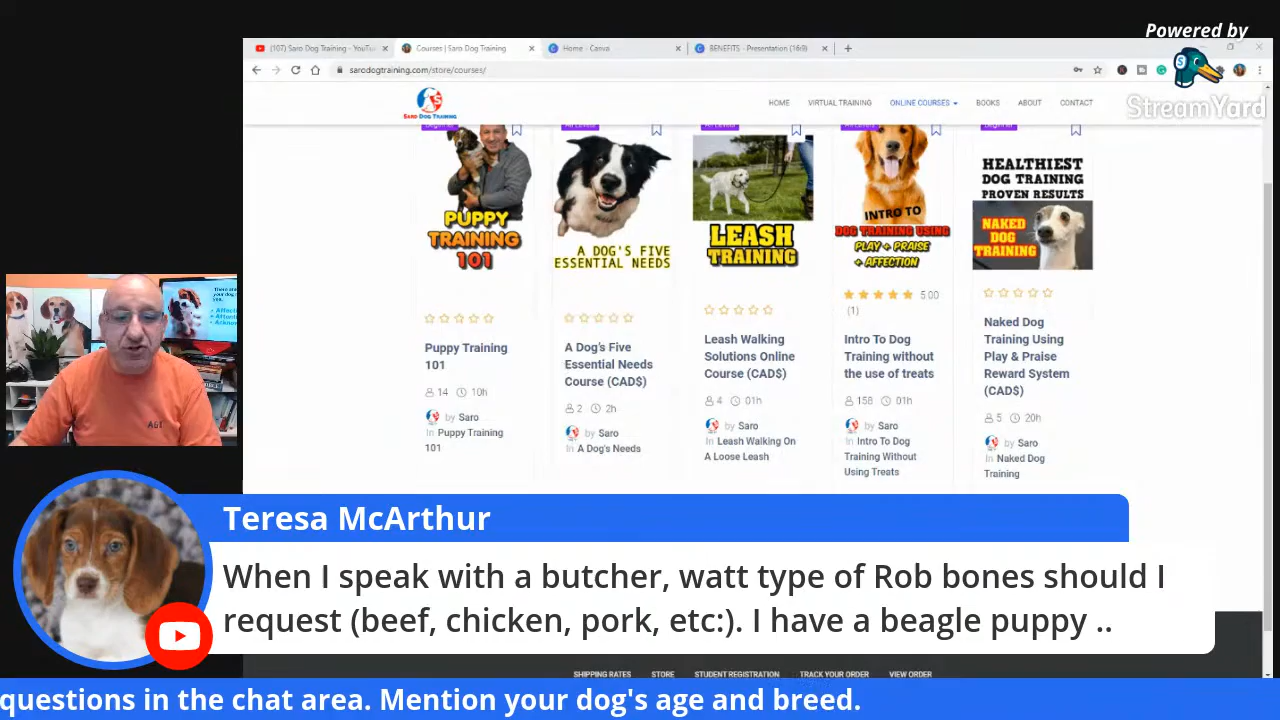 Powered by
StreamYard
(107) Saro Dog Training - YouTu
Courses | Saro Dog Training
Home - Canva
BENEFITS - Presentation (16:9)
sarodogtraining.com/store/courses/
SARO DOG TRAINING
HOME
VIRTUAL TRAINING
ONLINE COURSES
BOOKS
ABOUT
CONTACT
PUPPY
TRAINING
101
A DOG'S FIVE
ESSENTIAL NEEDS
LEASH
TRAINING
INTRO TO
DOG TRAINING USING
PLAY + PRAISE
+ AFFECTION
HEALTHIEST
DOG TRAINING
PROVEN RESULTS
NAKED
DOG
TRAINING
Puppy Training
101
14 10h
by Saro
In Puppy Training
101
A Dog's Five
Essential Needs
Course (CAD$)
2 2h
by Saro
In A Dog's Needs
Leash Walking
Solutions Online
Course (CAD$)
4 01h
by Saro
In Leash Walking On
A Loose Leash
5.00
(1)
Intro To Dog
Training without
the use of treats
158 01h
by Saro
In Intro To Dog
Training Without
Using Treats
Naked Dog
Training Using
Play & Praise
Reward System
(CAD$)
5 20h
by Saro
In Naked Dog
Training
Teresa McArthur
When I speak with a butcher, watt type of Rob bones should I
request (beef, chicken, pork, etc:). I have a beagle puppy ..
SHIPPING RATES
STORE
STUDENT REGISTRATION
TRACK YOUR ORDER
VIEW ORDER
questions in the chat area. Mention your dog's age and breed.